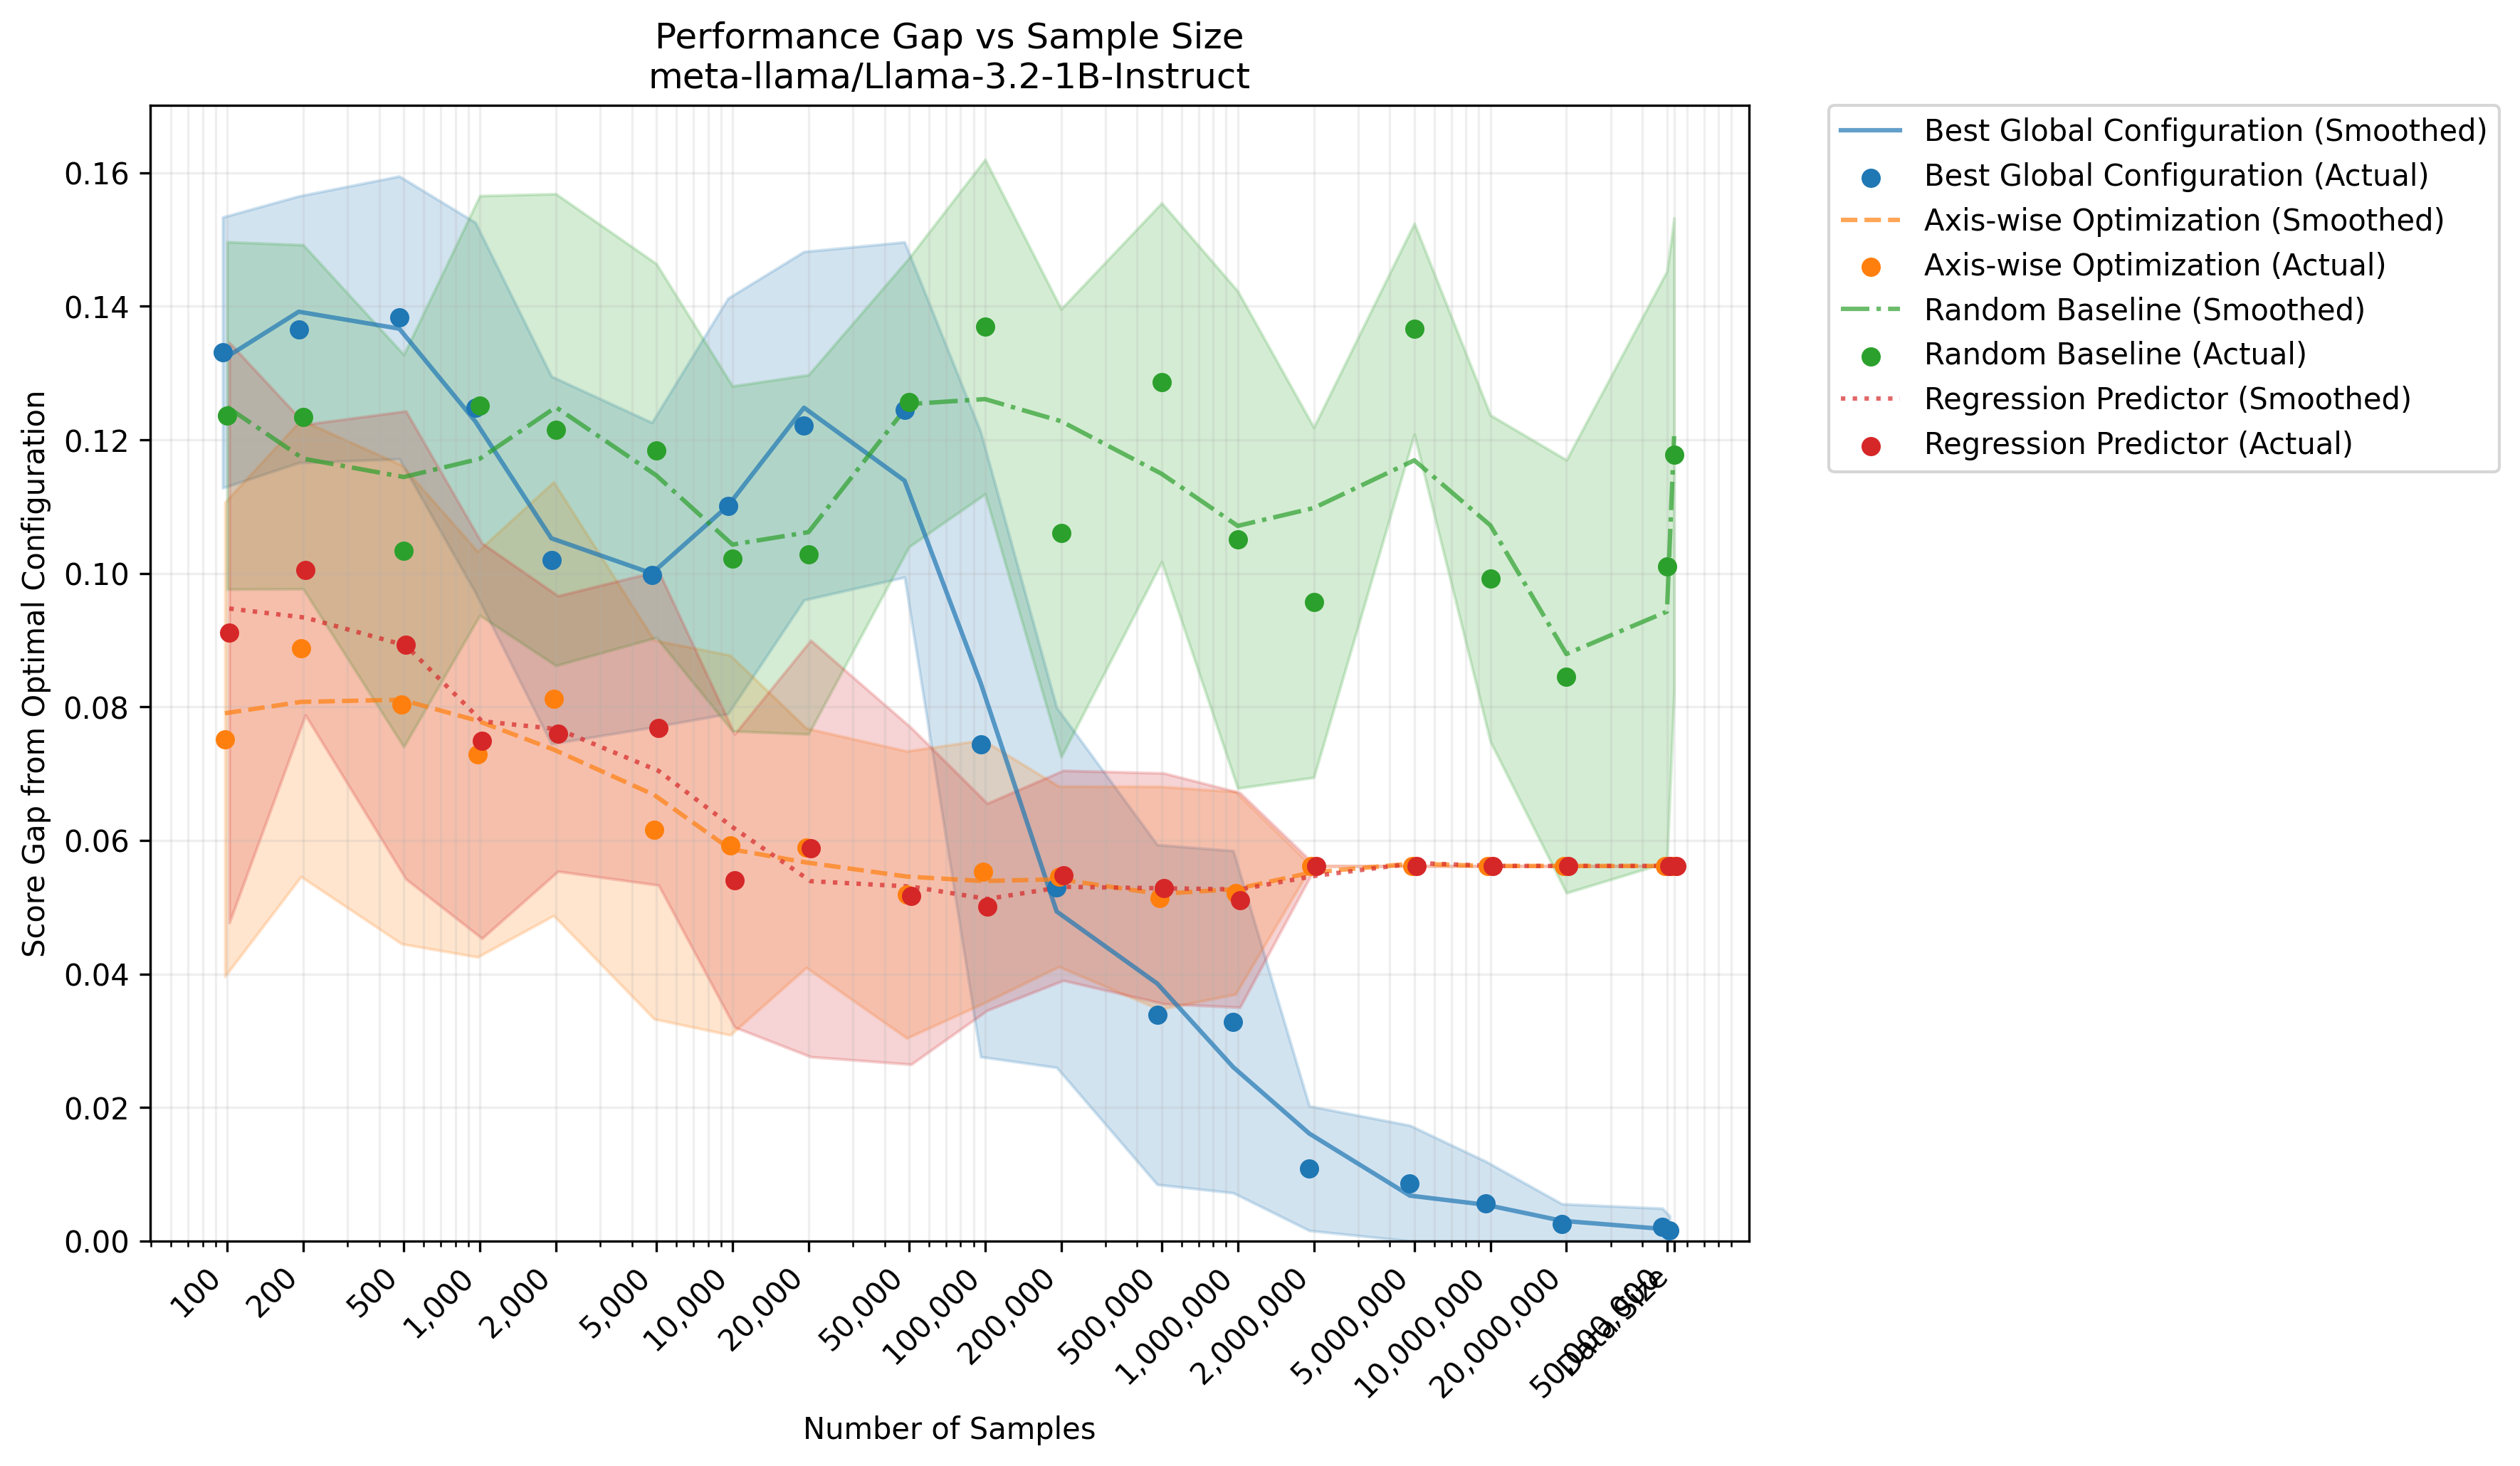 Performance Gap vs Sample Size
meta-llama/Llama-3.2-1B-Instruct
Best Global Configuration (Smoothed)
Best Global Configuration (Actual)
Axis-wise Optimization (Smoothed)
Axis-wise Optimization (Actual)
Random Baseline (Smoothed)
Random Baseline (Actual)
Regression Predictor (Smoothed)
Regression Predictor (Actual)
Score Gap from Optimal Configuration
0.16
0.14
0.12
0.10
0.08
0.06
0.04
0.02
0.00
100
200
500
1,000
2,000
5,000
10,000
20,000
50,000
100,000
200,000
500,000
1,000,000
2,000,000
5,000,000
10,000,000
20,000,000
50,000,000
Data Size
Number of Samples